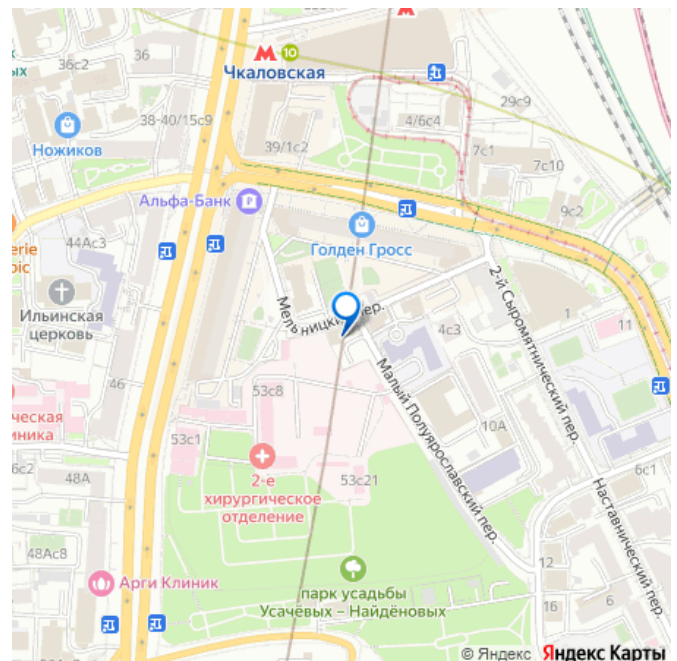 36с2
36
М 10
Чкаловская
29с9
38-40/15с9
4/6с4
Ножиков
39/1с2
7с1
7с10
Альфа-Банк
9с2
44Ас3
Голден Гросс
Ильинская
церковь
Мельницкий пер.
2-й Сыромятнический пер.
1
11
4с3
46
53с8
Малый Полуярославский пер.
53с1
10А
6с2
48А
2-е
хирургическое
отделение
53с21
6с1
Наставнический пер.
48Ас8
12
Арги Клиник
парк усадьбы
Усачёвых – Найдёновых
16
6
© Яндекс Яндекс Карты